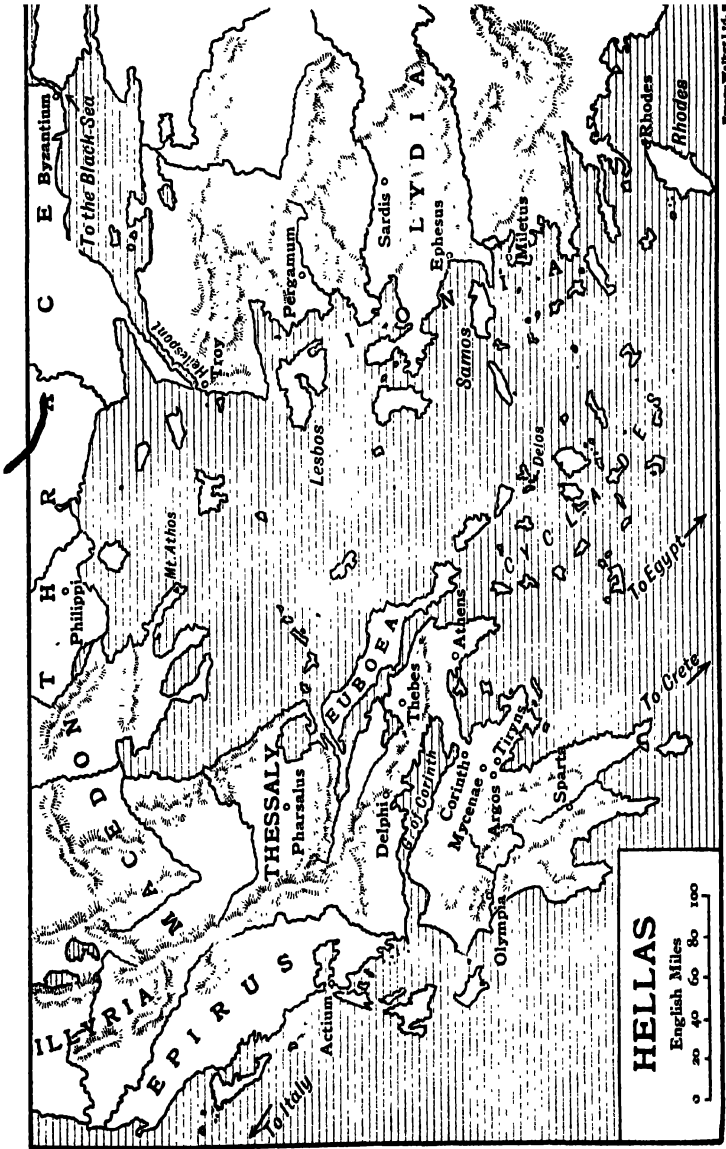 THRACE
Byzantium
To the Black Sea
Philippi
MACEDON
ILLYRIA
Mt. Athos
Hellespont
Troy
EPIRUS
THESSALY
Pharsalus
Lesbos
Pergamum
To Italy
Actium
EUBOEA
IONIA
Sardis
LYDIA
Delphi
Thebes
G. of Corinth
Athens
Ephesus
Samos
Corinth
Mycenae
Argos
Tiryns
Olympia
Sparta
Delos
CYCLADES
Miletus
Rhodes
Rhodes
To Egypt
To Crete
HELLAS
English Miles
0 20 40 60 80 100